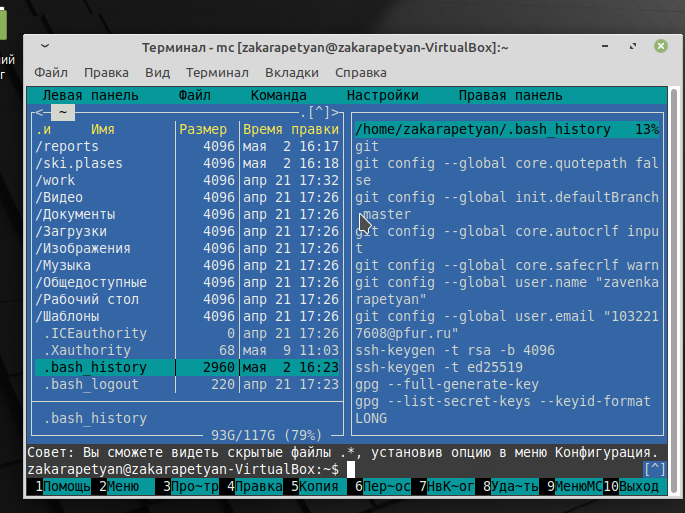 ий
г
Терминал - mc [zakarapetyan@zakarapetyan-VirtualBox]:~
Файл Правка Вид Терминал Вкладки Справка
Левая панель Файл Команда Настройки Правая панель
<─ ~ ─.[^]>
.и Имя Размер Время правки
/reports 4096 мая 2 16:17
/ski.plases 4096 мая 2 16:18
/work 4096 апр 21 17:32
/Видео 4096 апр 21 17:26
/Документы 4096 апр 21 17:26
/Загрузки 4096 апр 21 17:26
/Изображения 4096 апр 21 17:26
/Музыка 4096 апр 21 17:26
/Общедоступные 4096 апр 21 17:26
/Рабочий стол 4096 апр 21 17:26
/Шаблоны 4096 апр 21 17:26
.ICEauthority 0 апр 21 17:26
.Xauthority 68 мая 9 11:03
.bash_history 2960 мая 2 16:23
.bash_logout 220 апр 21 17:23
.bash_history
93G/117G (79%)
/home/zakarapetyan/.bash_history 13%
git
git config --global core.quotepath fal
se
git config --global init.defaultBranch
master
git config --global core.autocrlf inpu
t
git config --global core.safecrlf warn
git config --global user.name "zavenka
rapetyan"
git config --global user.email "103221
7608@pfur.ru"
ssh-keygen -t rsa -b 4096
ssh-keygen -t ed25519
gpg --full-generate-key
gpg --list-secret-keys --keyid-format
LONG
Совет: Вы сможете видеть скрытые файлы .*, установив опцию в меню Конфигурация.
zakarapetyan@zakarapetyan-VirtualBox:~$ [^]
1Помощь 2Меню 3Про~тр 4Правка 5Копия 6Пер~ос 7НвК~ог 8Уда~ть 9МенюMC 10Выход